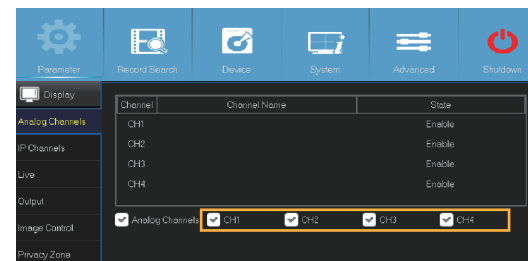 Parameter Record Search Device System Advanced Shutdown
Display
Analog Channels
IP Channels
Live
Output
Image Control
Privacy Zone
Channel Channel Name State
CH1 Enable
CH2 Enable
CH3 Enable
CH4 Enable
Analog Channels CH1 CH2 CH3 CH4